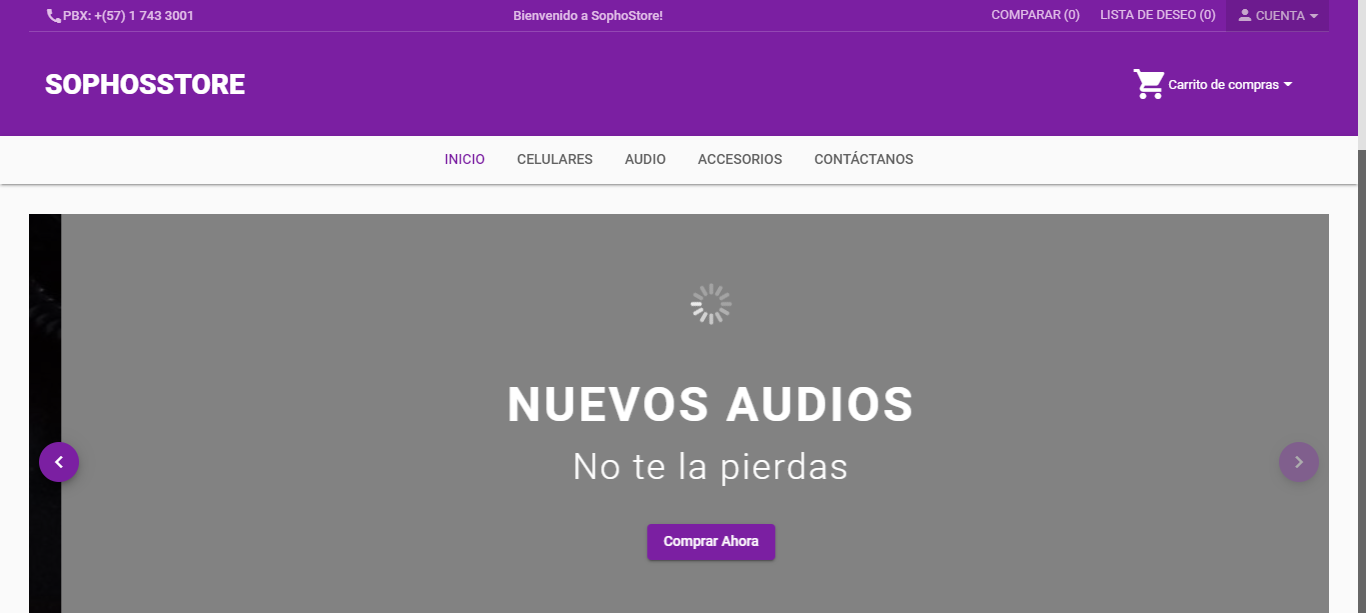 PBX: +(57) 1 743 3001
Bienvenido a SophoStore!
COMPARAR (0)
LISTA DE DESEO (0)
CUENTA
SOPHOSSTORE
Carrito de compras
INICIO
CELULARES
AUDIO
ACCESORIOS
CONTÁCTANOS
NUEVOS AUDIOS
No te la pierdas
Comprar Ahora